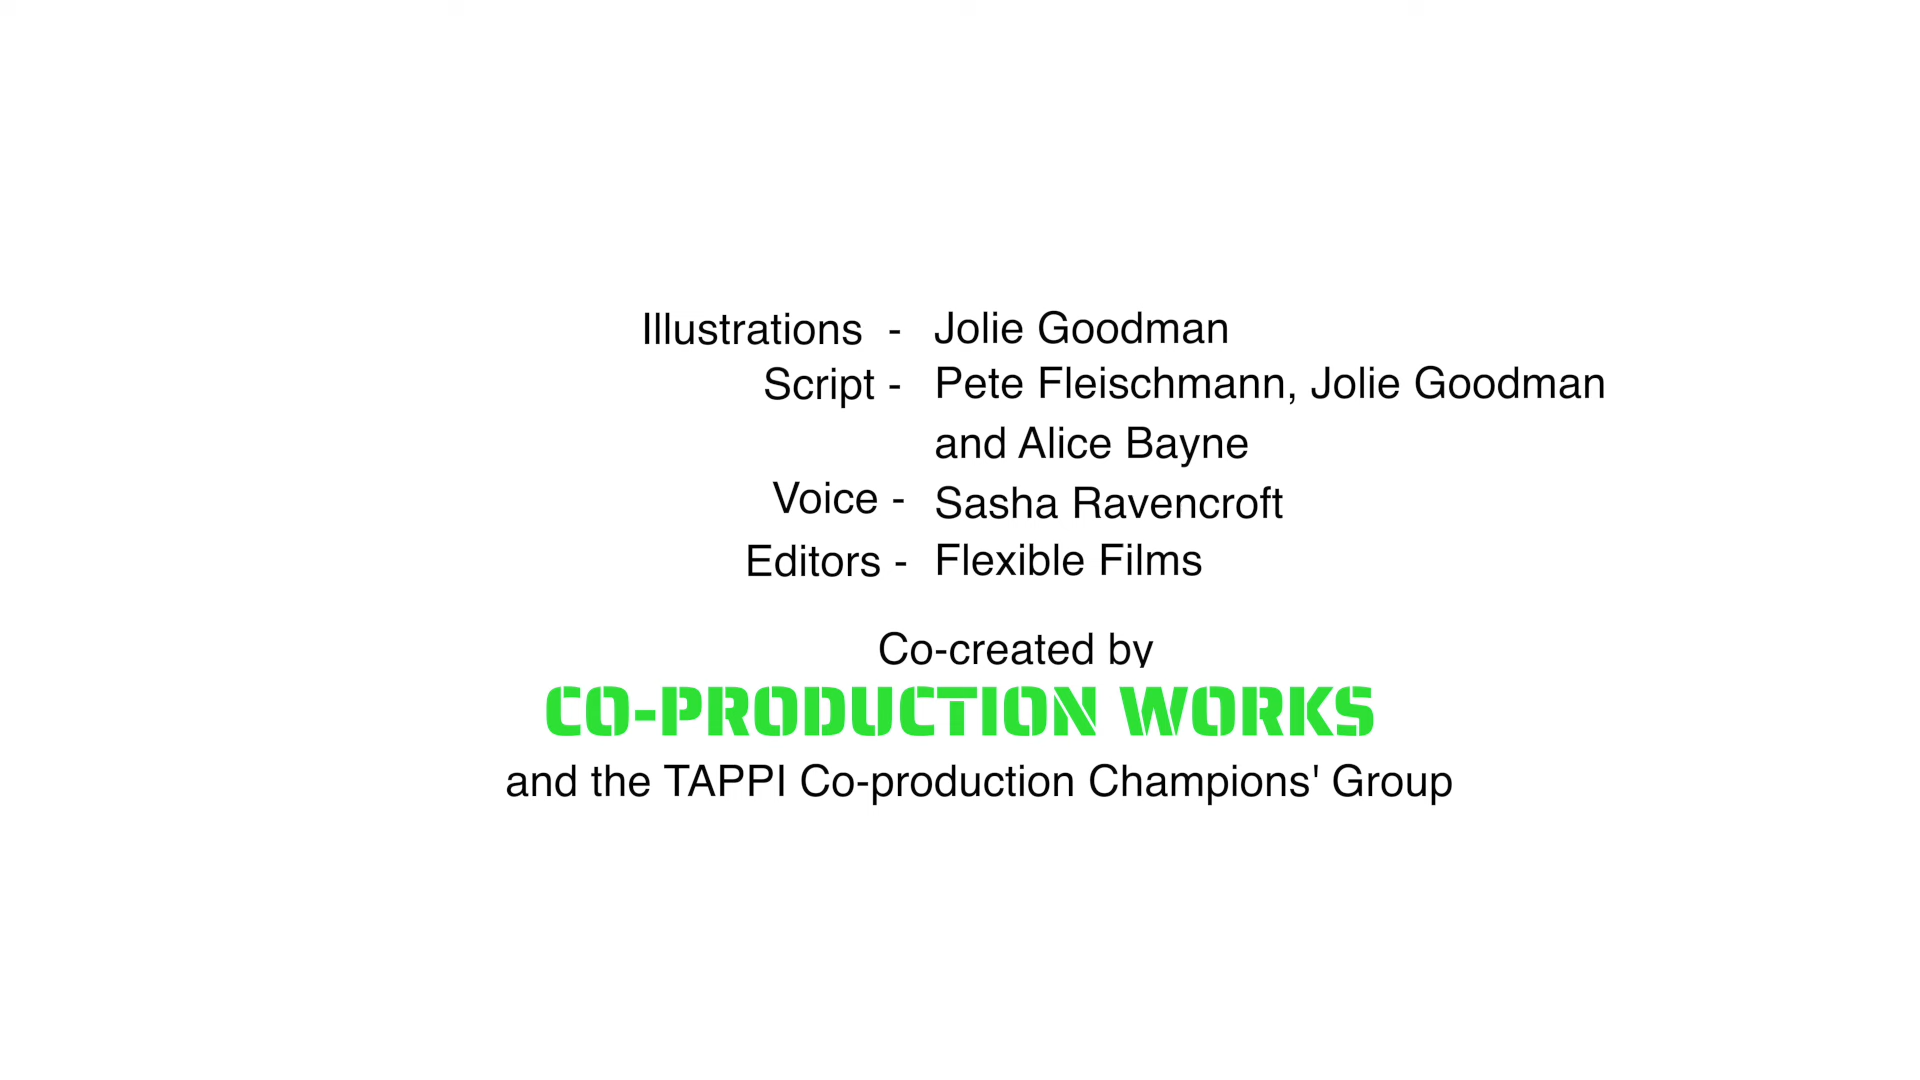 Illustrations - Jolie Goodman
Script - Pete Fleischmann, Jolie Goodman
and Alice Bayne
Voice - Sasha Ravencroft
Editors - Flexible Films
Co-created by
CO-PRODUCTION WORKS
and the TAPPI Co-production Champions' Group